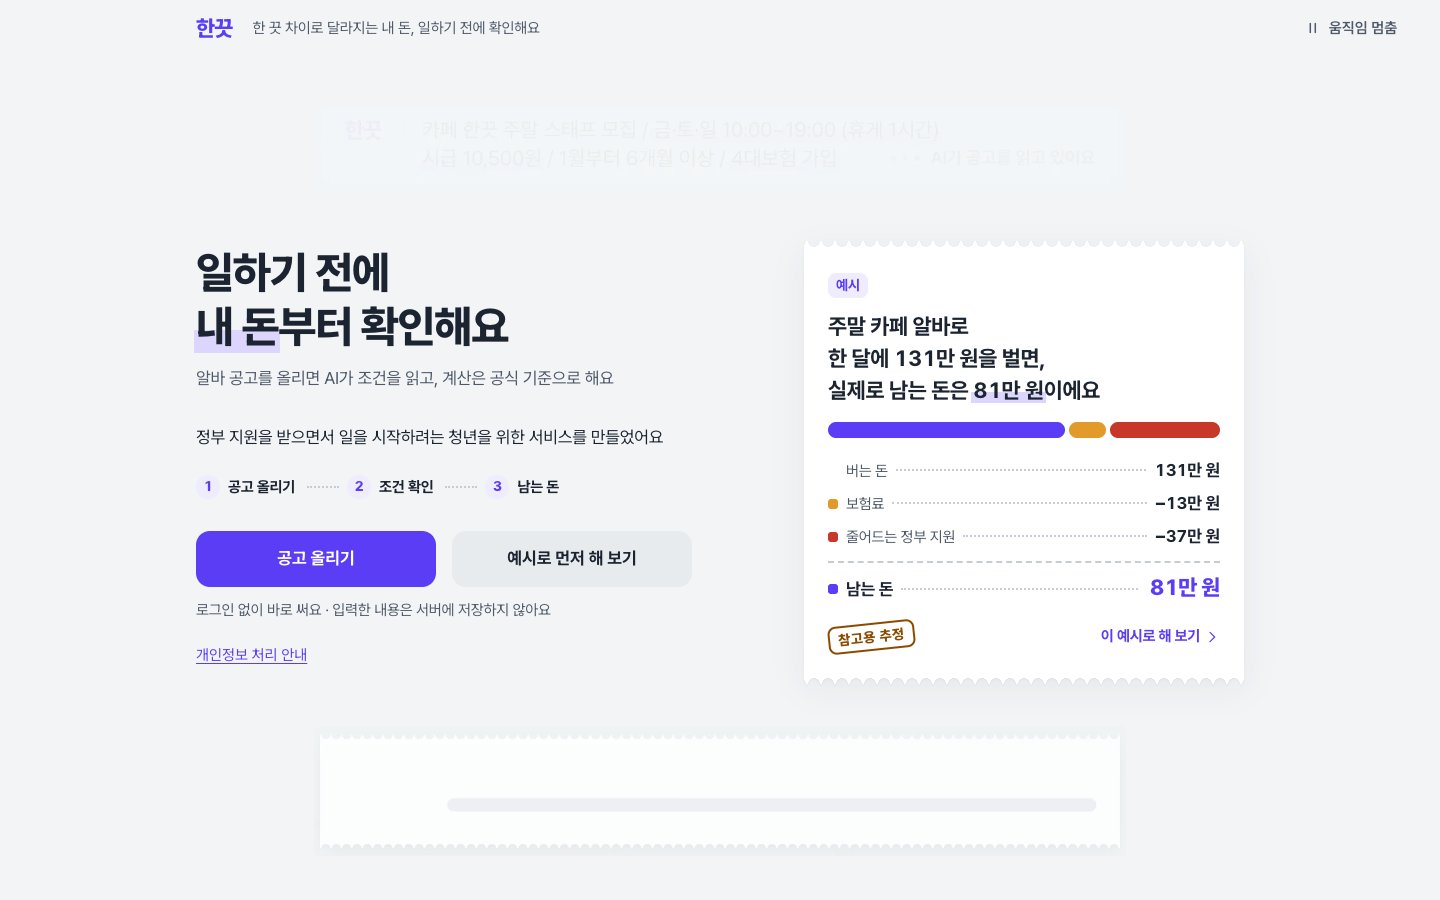 한끗
한 끗 차이로 달라지는 내 돈, 일하기 전에 확인해요
움직임 멈춤
한끗
카페 한끗 주말 스태프 모집 / 금·토·일 10:00~19:00 (휴게 1시간)
시급 10,500원 / 1월부터 6개월 이상 / 4대보험 가입
AI가 공고를 읽고 있어요
일하기 전에
내 돈부터 확인해요
알바 공고를 올리면 AI가 조건을 읽고, 계산은 공식 기준으로 해요
정부 지원을 받으면서 일을 시작하려는 청년을 위한 서비스를 만들었어요
1 공고 올리기 2 조건 확인 3 남는 돈
공고 올리기
예시로 먼저 해 보기
로그인 없이 바로 써요 · 입력한 내용은 서버에 저장하지 않아요
개인정보 처리 안내
예시
주말 카페 알바로
한 달에 131만 원을 벌면,
실제로 남는 돈은 81만 원이에요
버는 돈 131만 원
보험료 −13만 원
줄어드는 정부 지원 −37만 원
남는 돈 81만 원
참고용 추정
이 예시로 해 보기